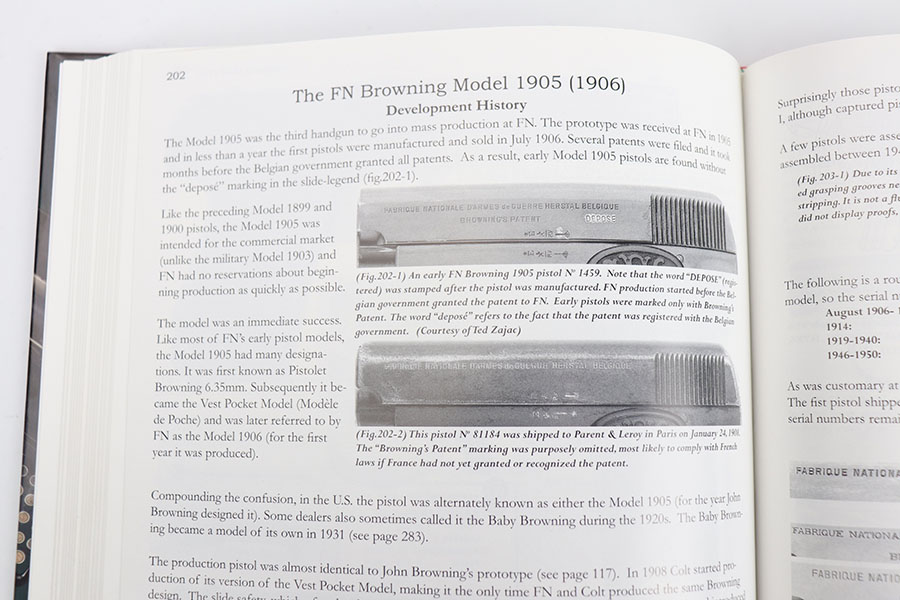 202
The FN Browning Model 1905 (1906)
Development History
The Model 1905 was the third handgun to go into mass production at FN. The prototype was received at FN in 1905
and in less than a year the first pistols were manufactured and sold in July 1906. Several patents were filed and it took
months before the Belgian government granted all patents. As a result, early Model 1905 pistols are found without
the “deposé” marking in the slide-legend (fig.202-1).
Like the preceding Model 1899 and
1900 pistols, the Model 1905 was
intended for the commercial market
(unlike the military Model 1903) and
FN had no reservations about begin-
ning production as quickly as possible.
The model was an immediate success.
Like most of FN’s early pistol models,
the Model 1905 had many designa-
tions. It was first known as Pistolet
Browning 6.35mm. Subsequently it be-
came the Vest Pocket Model (Modèle
de Poche) and was later referred to by
FN as the Model 1906 (for the first
year it was produced).
FABRIQUE NATIONALE D'ARMES de GUERRE HERSTAL BELGIQUE
BROWNING'S PATENT DEPOSE
(Fig.202-1) An early FN Browning 1905 pistol Nº 1459. Note that the word “DEPOSE” (regis-
tered) was stamped after the pistol was manufactured. FN production started before the Bel-
gian government granted the patent to FN. Early pistols were marked only with Browning's
Patent. The word “deposé” refers to the fact that the patent was registered with the Belgian
government. (Courtesy of Ted Zajac)
NATIONALE D'ARMES de GUERRE HERSTAL BELGIQUE
(Fig.202-2) This pistol Nº 81184 was shipped to Parent & Leroy in Paris on January 24, 1908.
The “Browning’s Patent” marking was purposely omitted, most likely to comply with French
laws if France had not yet granted or recognized the patent.
Compounding the confusion, in the U.S. the pistol was alternately known as either the Model 1905 (for the year John
Browning designed it). Some dealers also sometimes called it the Baby Browning during the 1920s. The Baby Brown-
ing became a model of its own in 1931 (see page 283).
The production pistol was almost identical to John Browning’s prototype (see page 117). In 1908 Colt started pro-
duction of its version of the Vest Pocket Model, making it the only time FN and Colt produced the same Browning
design. The slide safety, which
Surprisingly those pisto
l, although captured pi
A few pistols were asse
assembled between 19
(Fig. 203-1) Due to its
ed grasping grooves ne
stripping. It is not a fl
did not display proofs,
The following is a rou
model, so the serial n
August 1906-
1914:
1919-1940:
1946-1950:
As was customary at
The fist pistol shippe
serial numbers remai
FABRIQUE NATIONA
FABRIQUE NATIONA
B
FABRIQUE NATIO